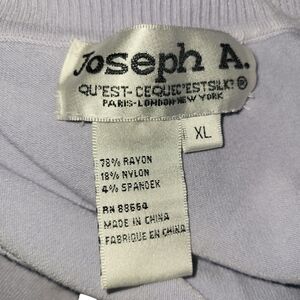 Joseph A.
QU'EST-CEQUEC'ESTSILK?®
PARIS-LONDON-NEW YORK
XL
78% RAYON
18% NYLON
4% SPANDEX
RN 88664
MADE IN CHINA
FABRIQUE EN CHINA